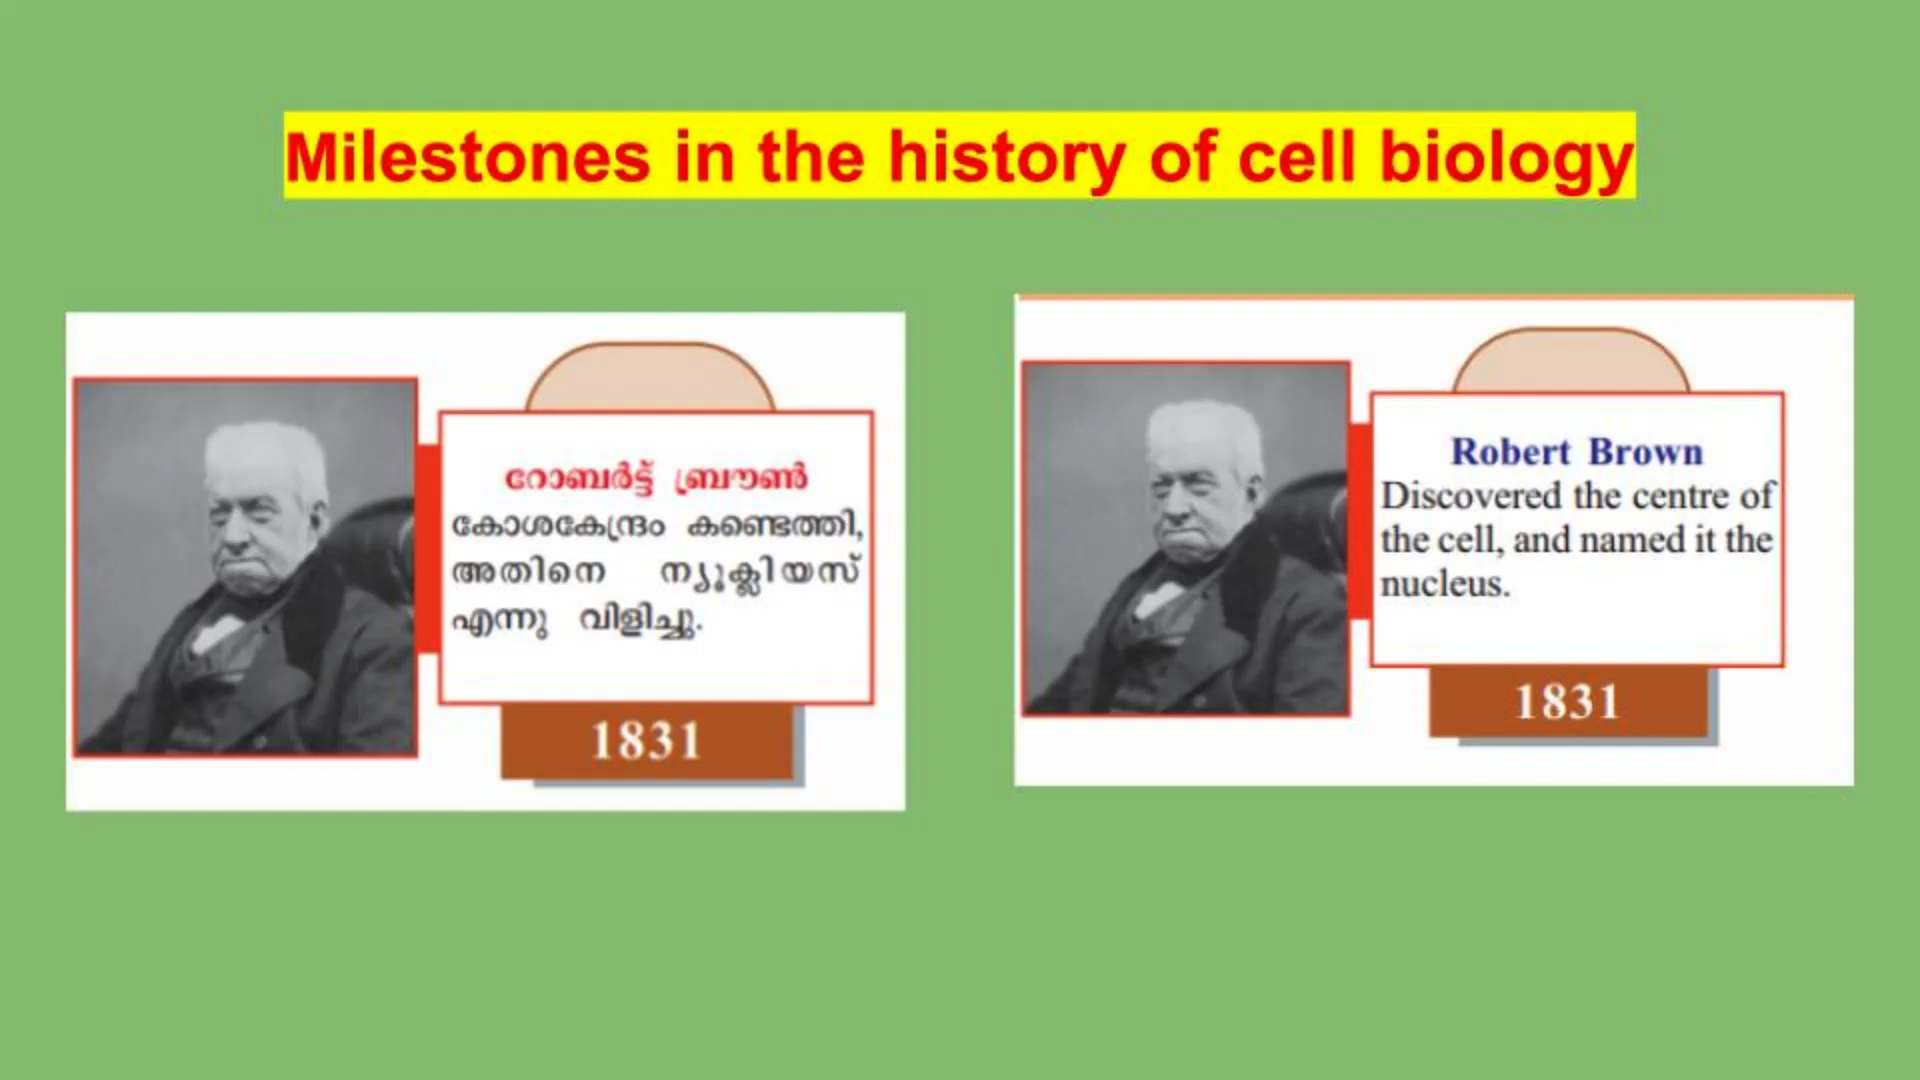 Milestones in the history of cell biology
റോബർട്ട് ബ്രൗൺ
കോശകേന്ദ്രം കണ്ടെത്തി,
അതിനെ ന്യൂക്ലിയസ്
എന്നു വിളിച്ചു.
1831
Robert Brown
Discovered the centre of
the cell, and named it the
nucleus.
1831